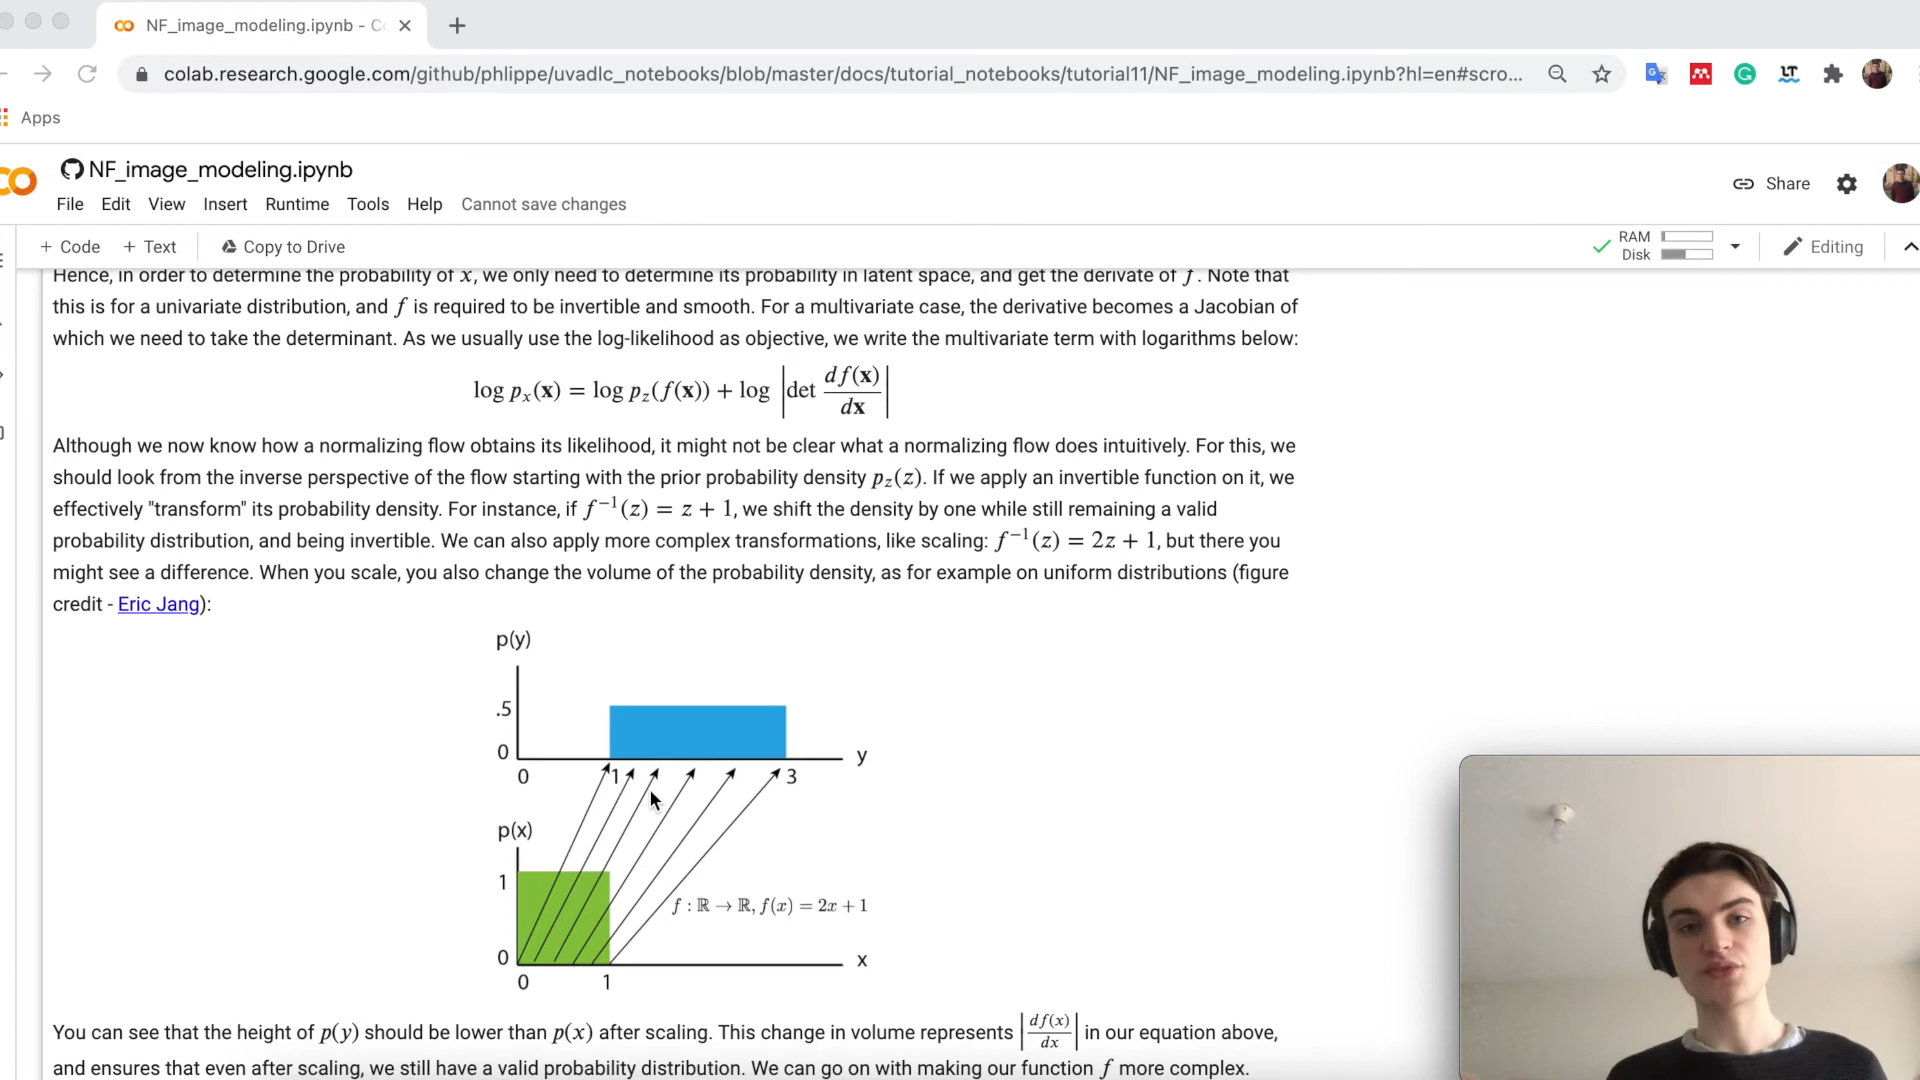 NF_image_modeling.ipynb - C
colab.research.google.com/github/phlippe/uvadlc_notebooks/blob/master/docs/tutorial_notebooks/tutorial11/NF_image_modeling.ipynb?hl=en#scro...
Apps
NF_image_modeling.ipynb
File Edit View Insert Runtime Tools Help Cannot save changes
Share
+ Code + Text Copy to Drive
RAM
Disk
Editing
Hence, in order to determine the probability of x, we only need to determine its probability in latent space, and get the derivate of f. Note that
this is for a univariate distribution, and f is required to be invertible and smooth. For a multivariate case, the derivative becomes a Jacobian of
which we need to take the determinant. As we usually use the log-likelihood as objective, we write the multivariate term with logarithms below:
log pₓ(𝐱) = log p_z(f(𝐱)) + log |det df(𝐱)/d𝐱|
Although we now know how a normalizing flow obtains its likelihood, it might not be clear what a normalizing flow does intuitively. For this, we
should look from the inverse perspective of the flow starting with the prior probability density p_z(z). If we apply an invertible function on it, we
effectively "transform" its probability density. For instance, if f⁻¹(z) = z + 1, we shift the density by one while still remaining a valid
probability distribution, and being invertible. We can also apply more complex transformations, like scaling: f⁻¹(z) = 2z + 1, but there you
might see a difference. When you scale, you also change the volume of the probability density, as for example on uniform distributions (figure
credit - Eric Jang):
p(y)
.5
0
y
0 1 3
p(x)
1
f : ℝ → ℝ, f(x) = 2x + 1
0
x
0 1
You can see that the height of p(y) should be lower than p(x) after scaling. This change in volume represents |df(x)/dx| in our equation above,
and ensures that even after scaling, we still have a valid probability distribution. We can go on with making our function f more complex.